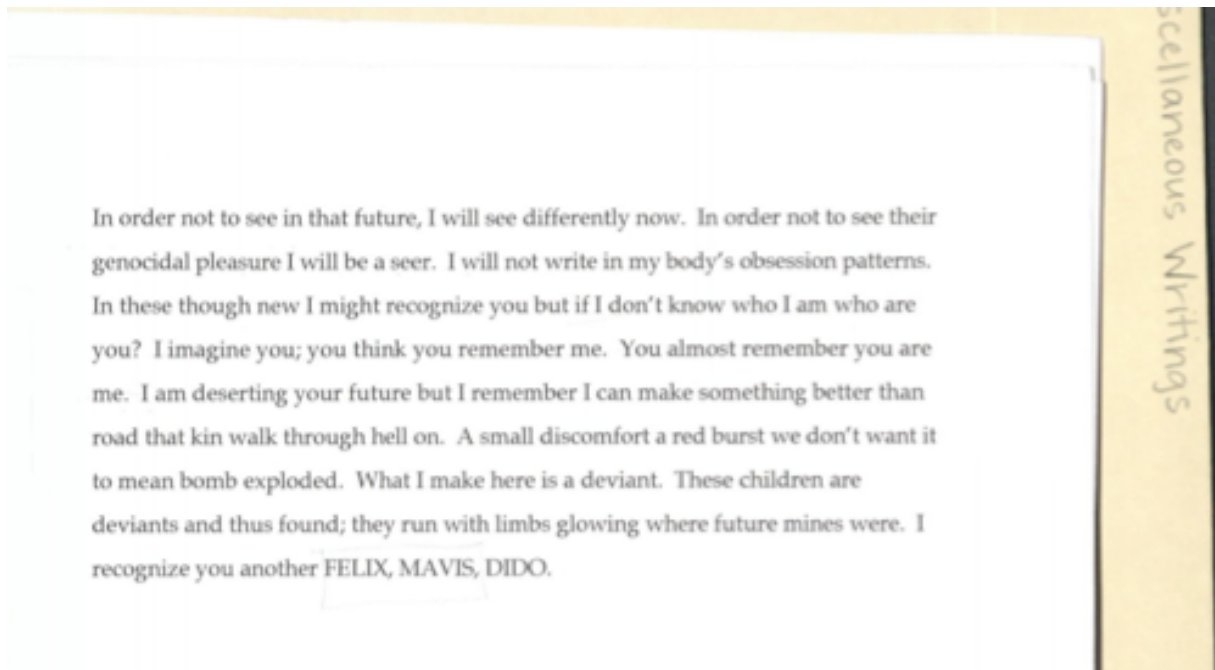 In order not to see in that future, I will see differently now.  In order not to see their
genocidal pleasure I will be a seer.  I will not write in my body's obsession patterns.
In these though new I might recognize you but if I don't know who I am who are
you?  I imagine you; you think you remember me.  You almost remember you are
me.  I am deserting your future but I remember I can make something better than
road that kin walk through hell on.  A small discomfort a red burst we don't want it
to mean bomb exploded.  What I make here is a deviant.  These children are
deviants and thus found; they run with limbs glowing where future mines were.  I
recognize you another FELIX, MAVIS, DIDO.
scellaneous Writings